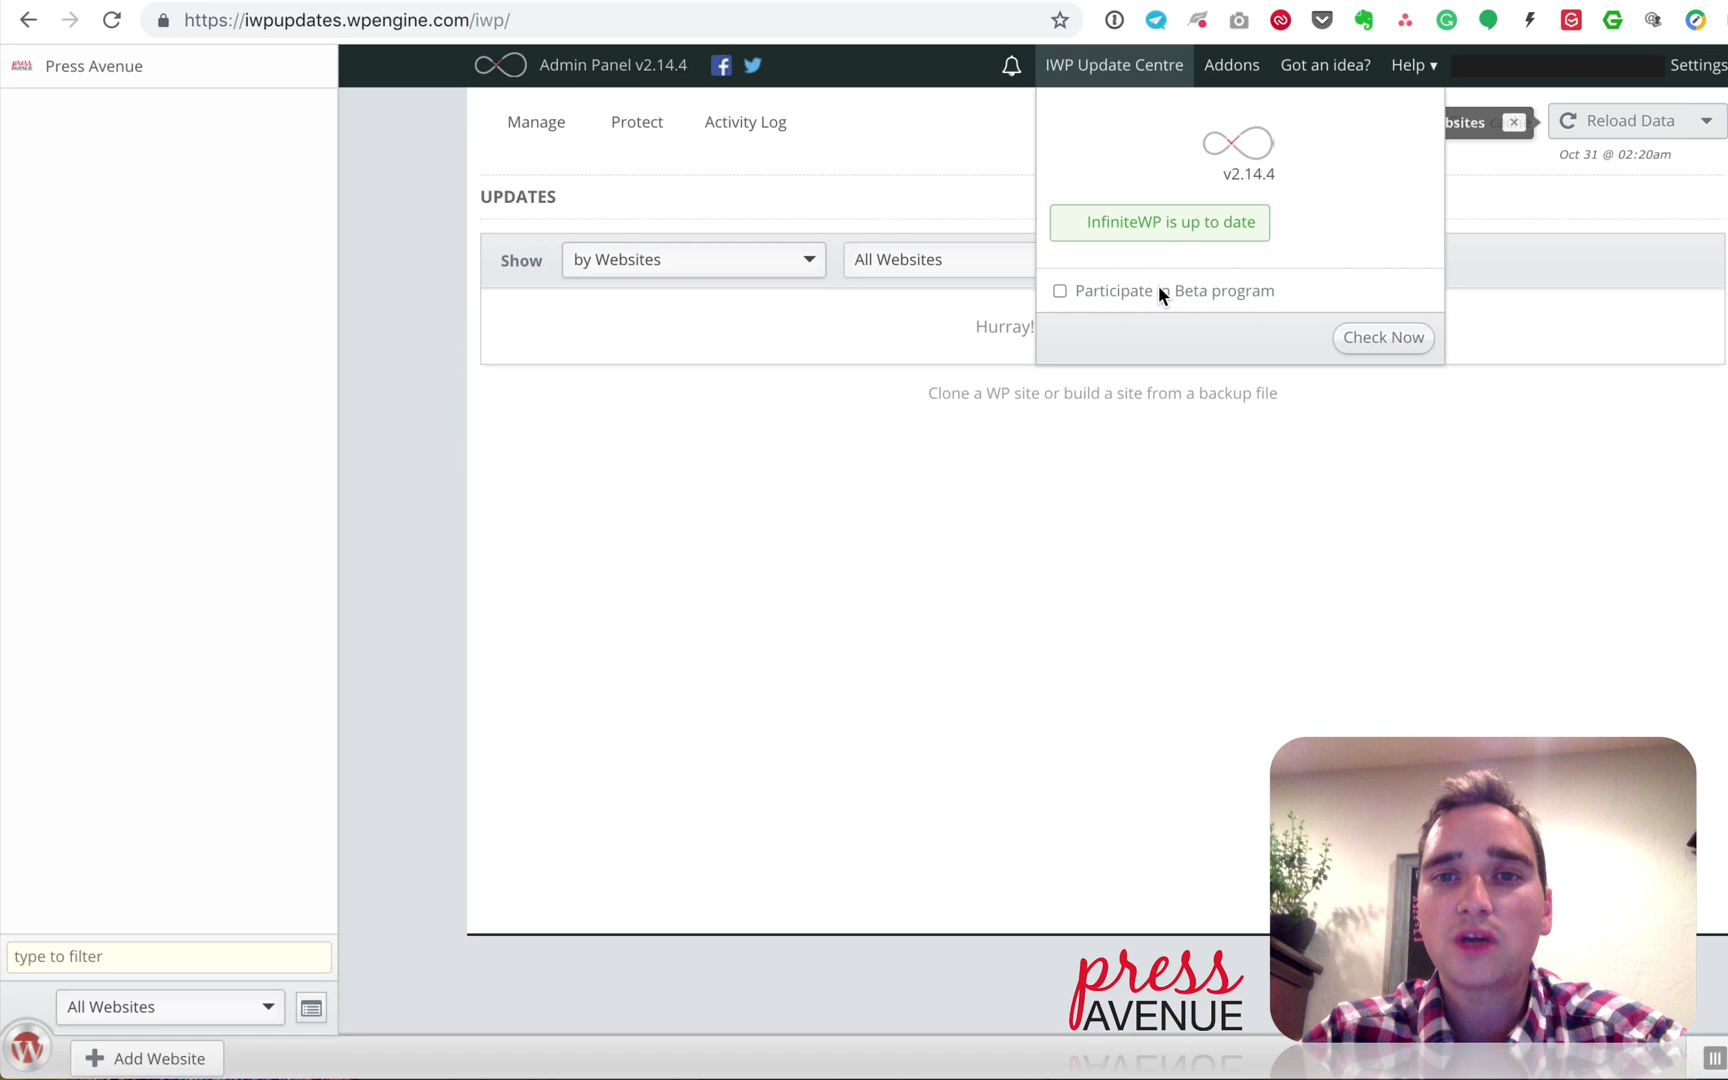 https://iwpupdates.wpengine.com/iwp/
press AVENUE Press Avenue
Admin Panel v2.14.4
IWP Update Centre Addons Got an idea? Help ▾ Settings
Manage Protect Activity Log
v2.14.4
bsites
Reload Data
Oct 31 @ 02:20am
UPDATES
InfiniteWP is up to date
Show by Websites All Websites
Participate in Beta program
Hurray!
Check Now
Clone a WP site or build a site from a backup file
type to filter
press
AVENUE
All Websites
Add Website